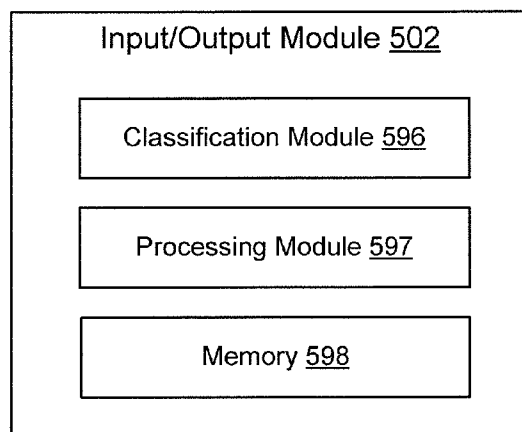 Input/Output Module 502
Classification Module 596
Processing Module 597
Memory 598